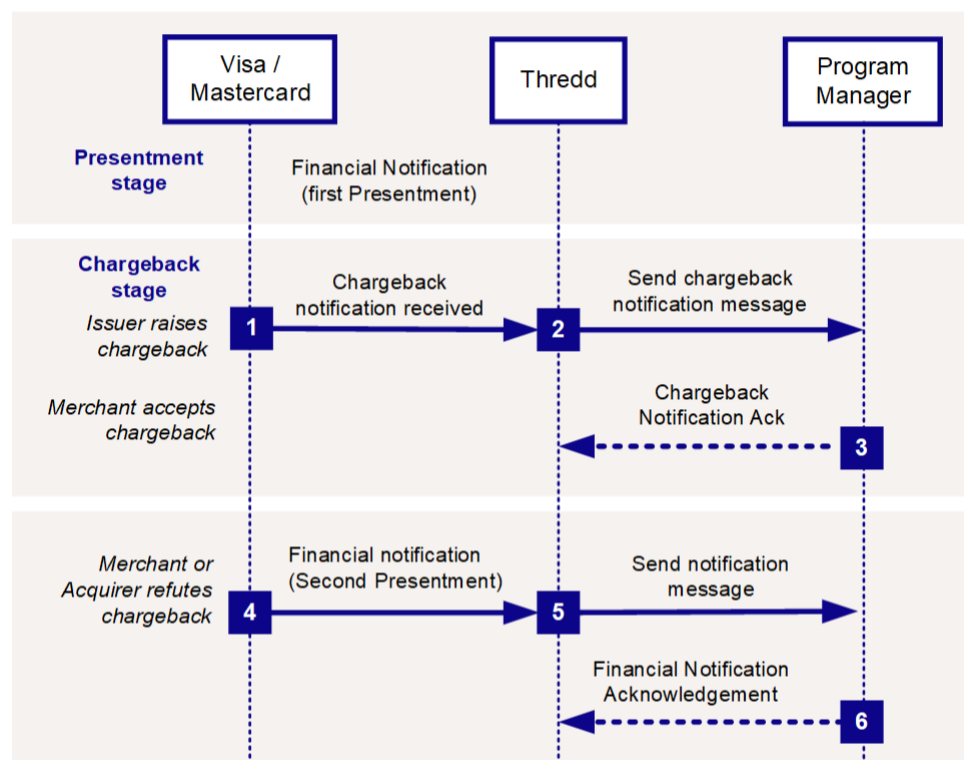 Visa /
Mastercard
Thredd
Program
Manager
Presentment
stage
Financial Notification
(first Presentment)
Chargeback
stage
Issuer raises
chargeback
1
Chargeback
notification received
2
Send chargeback
notification message
Merchant accepts
chargeback
Chargeback
Notification Ack
3
Merchant or
Acquirer refutes
chargeback
4
Financial notification
(Second Presentment)
5
Send notification
message
Financial Notification
Acknowledgement
6